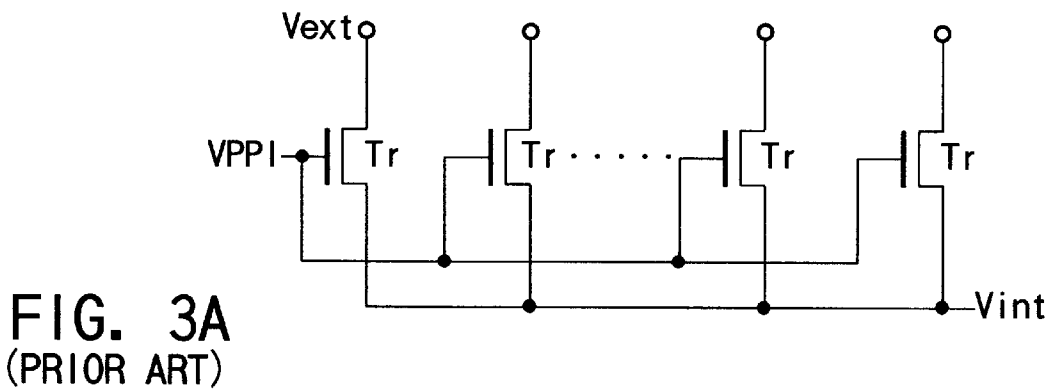 Vext
VPPI Tr Tr ..... Tr Tr
Vint
FIG. 3A
(PRIOR ART)